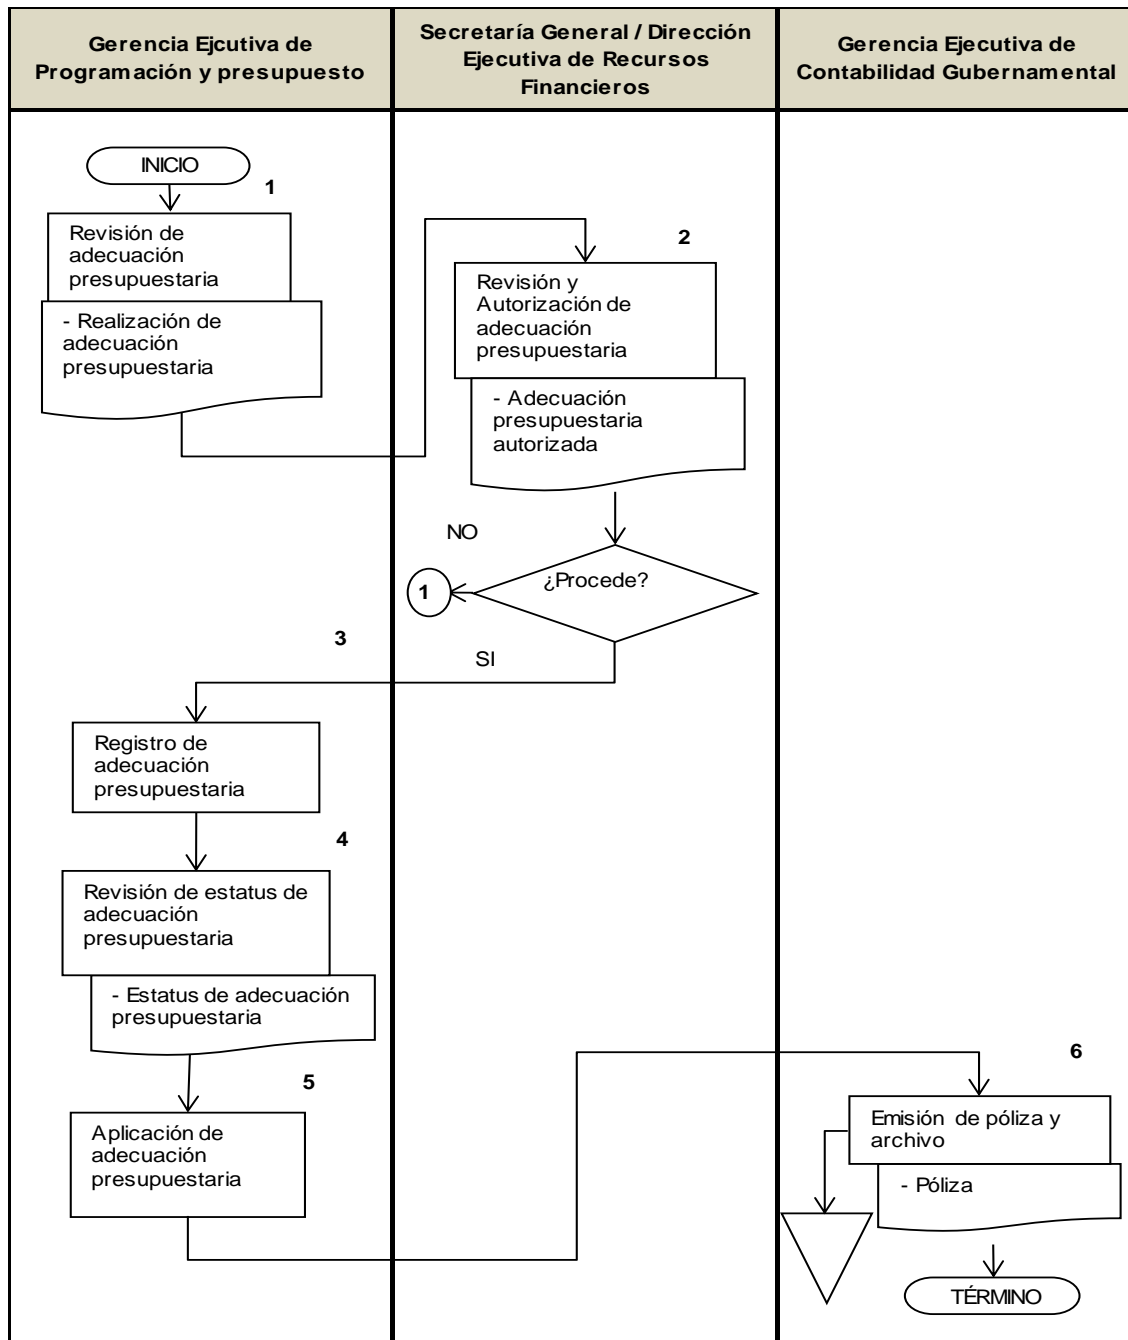 Gerencia Ejcutiva de
Programación y presupuesto
Secretaría General / Dirección
Ejecutiva de Recursos
Financieros
Gerencia Ejecutiva de
Contabilidad Gubernamental
INICIO
1
Revisión de
adecuación
presupuestaria
- Realización de
adecuación
presupuestaria
2
Revisión y
Autorización de
adecuación
presupuestaria
- Adecuación
presupuestaria
autorizada
NO
¿Procede?
1
SI
3
Registro de
adecuación
presupuestaria
4
Revisión de estatus de
adecuación
presupuestaria
- Estatus de adecuación
presupuestaria
5
Aplicación de
adecuación
presupuestaria
6
Emisión de póliza y
archivo
- Póliza
TÉRMINO